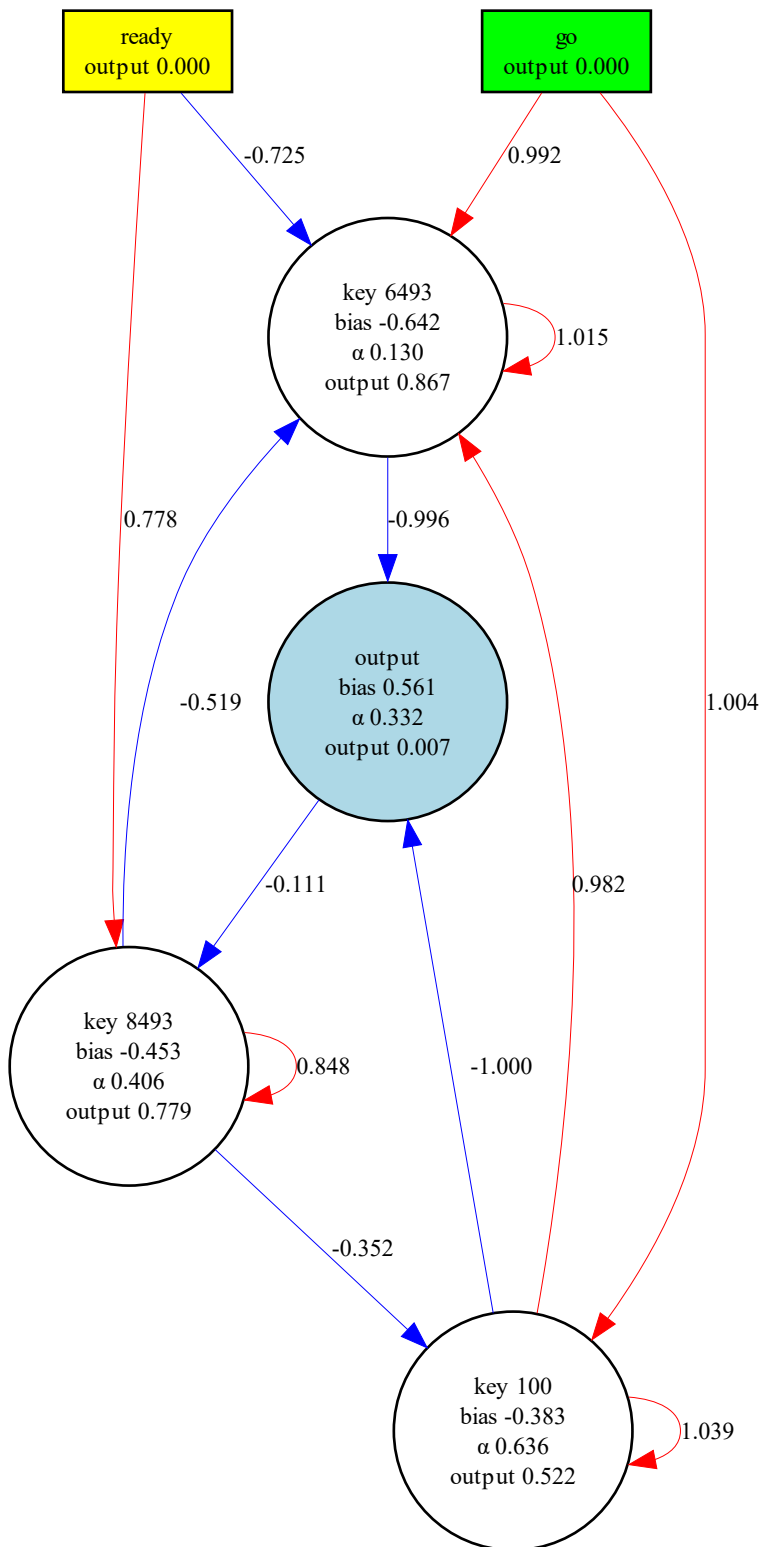 ready
output 0.000
go
output 0.000
-0.725
0.992
key 6493
bias -0.642
α 0.130
output 0.867
1.015
0.778
-0.996
output
bias 0.561
α 0.332
output 0.007
-0.519
1.004
-0.111
0.982
key 8493
bias -0.453
α 0.406
output 0.779
0.848
-1.000
-0.352
key 100
bias -0.383
α 0.636
output 0.522
1.039